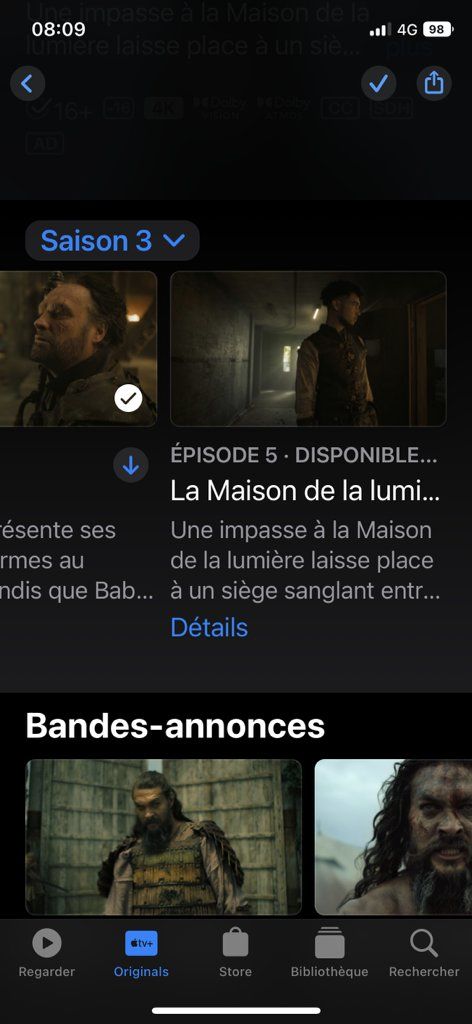 Une impasse à la Maison de la
08:09
4G
98
lumière laisse place à un siè... plus
16+
4K
Dolby
VISION
Dolby
ATMOS
CC
SDH
AD
Saison 3
ÉPISODE 5 · DISPONIBLE...
La Maison de la lumi...
résente ses
rmes au
ndis que Bab...
Une impasse à la Maison
de la lumière laisse place
à un siège sanglant entr...
Détails
Bandes-annonces
tv+
Regarder
Originals
Store
Bibliothèque
Rechercher